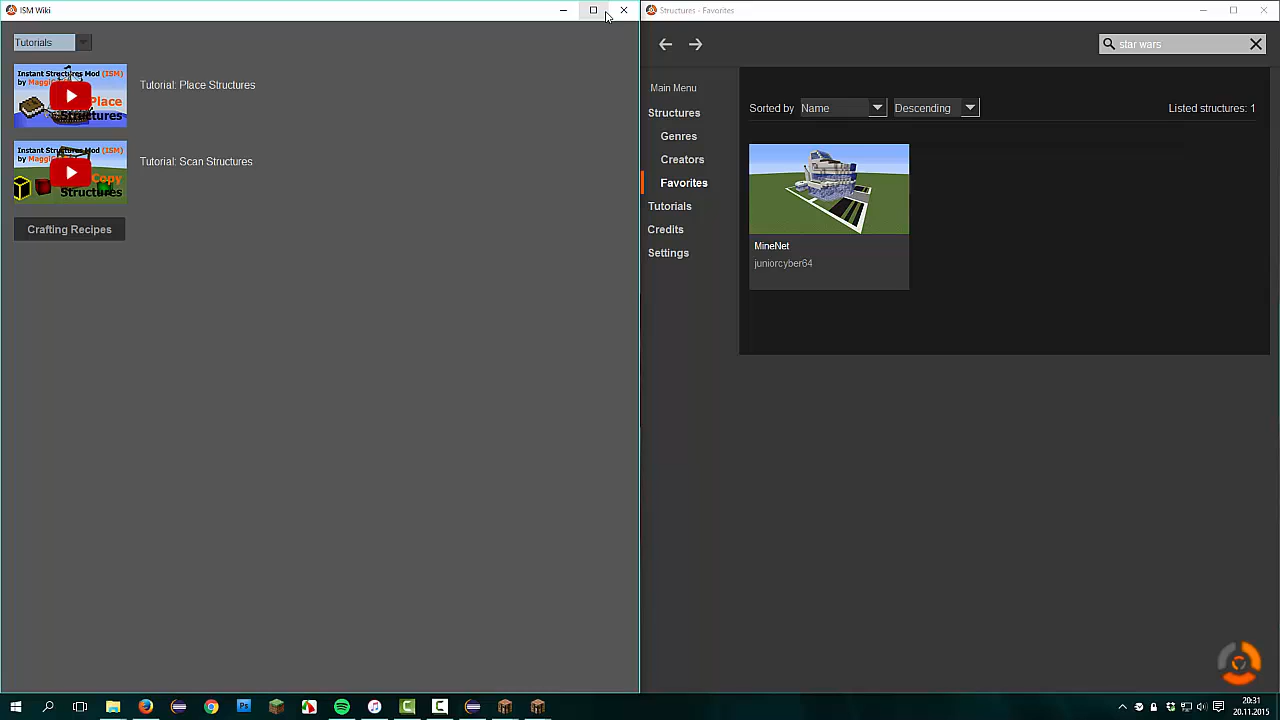 ISM Wiki
Tutorials
Instant Structures Mod (ISM)
by Maggi
Place
Structures
Tutorial: Place Structures
Instant Structures Mod (ISM)
by Maggi
Copy
Structures
Tutorial: Scan Structures
Crafting Recipes
Structures - Favorites
star wars
Main Menu
Structures
Genres
Creators
Favorites
Tutorials
Credits
Settings
Sorted by Name Descending Listed structures: 1
MineNet
juniorcyber64
20:31
20.11.2015